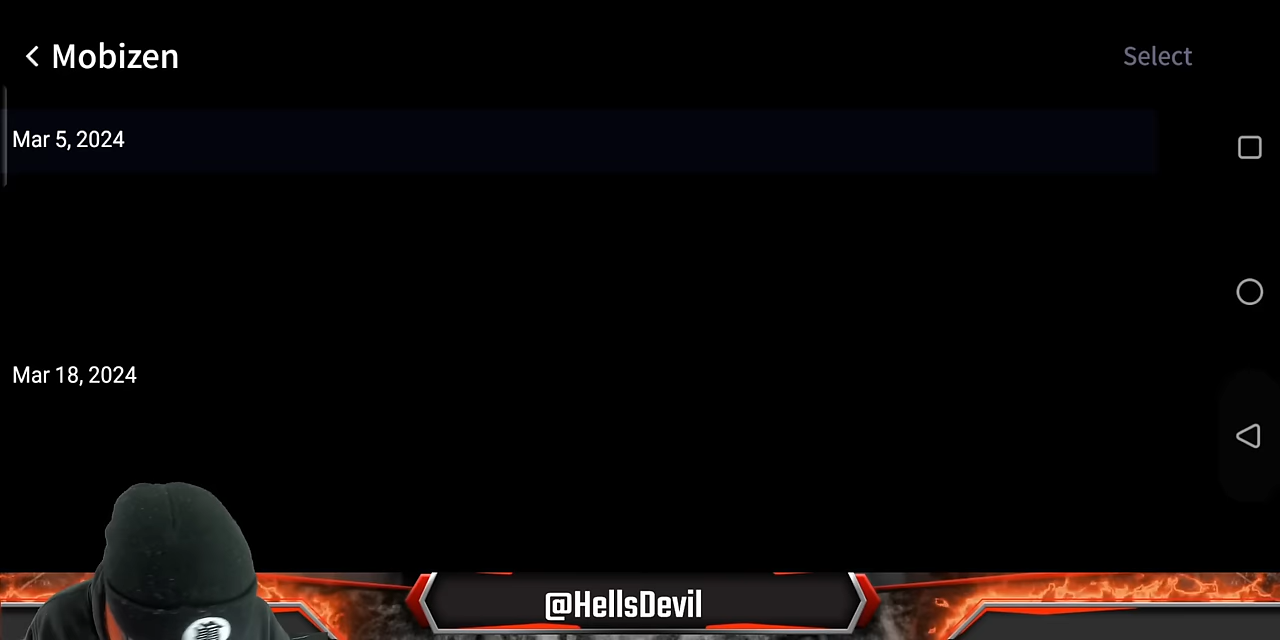 Mobizen
Select
Mar 5, 2024
Mar 18, 2024
@HellsDevil